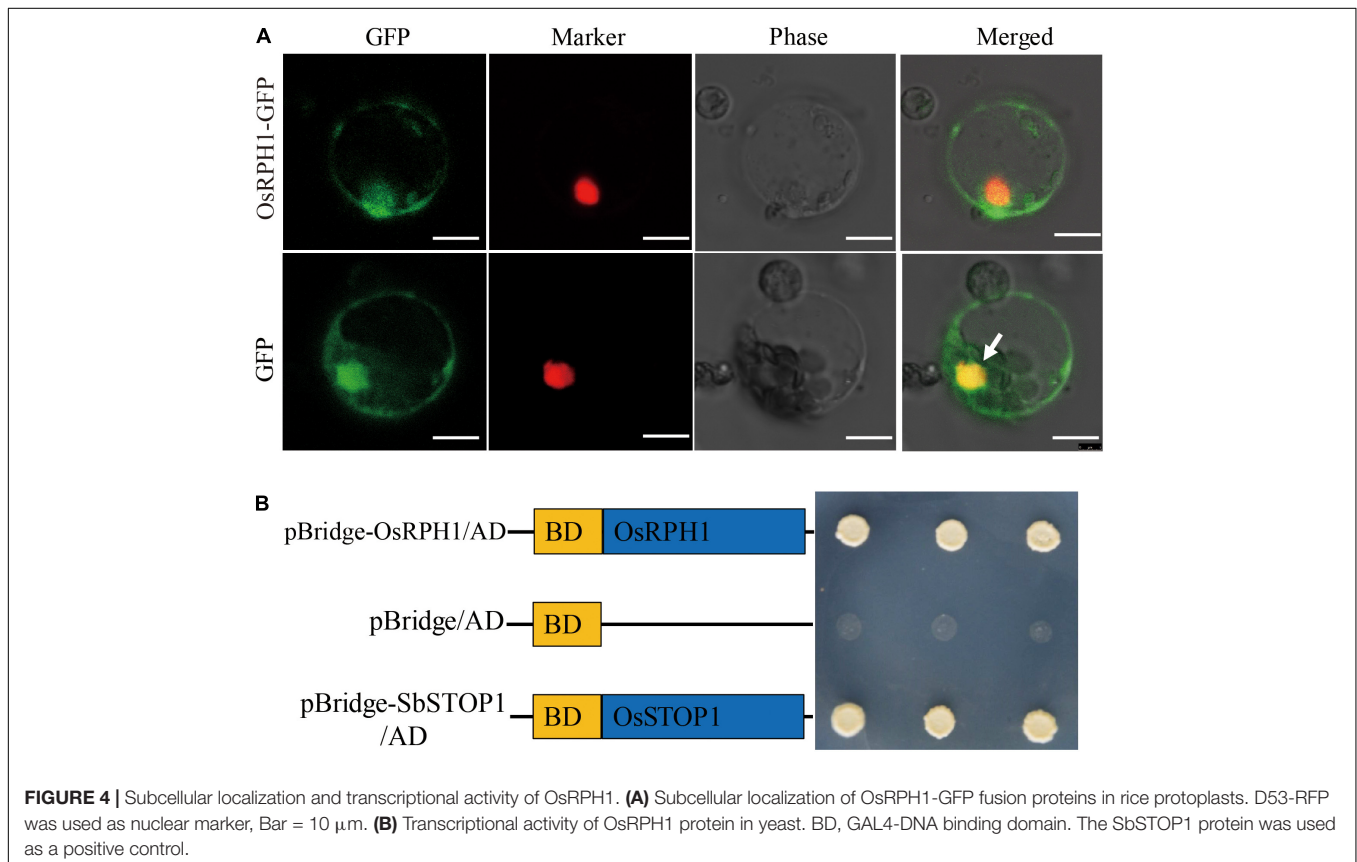 A
GFP Marker Phase Merged
OsRPH1-GFP
GFP
B
pBridge-OsRPH1/AD BD OsRPH1
pBridge/AD BD
pBridge-SbSTOP1 BD OsSTOP1
/AD
FIGURE 4 | Subcellular localization and transcriptional activity of OsRPH1. (A) Subcellular localization of OsRPH1-GFP fusion proteins in rice protoplasts. D53-RFP
was used as nuclear marker, Bar = 10 μm. (B) Transcriptional activity of OsRPH1 protein in yeast. BD, GAL4-DNA binding domain. The SbSTOP1 protein was used
as a positive control.